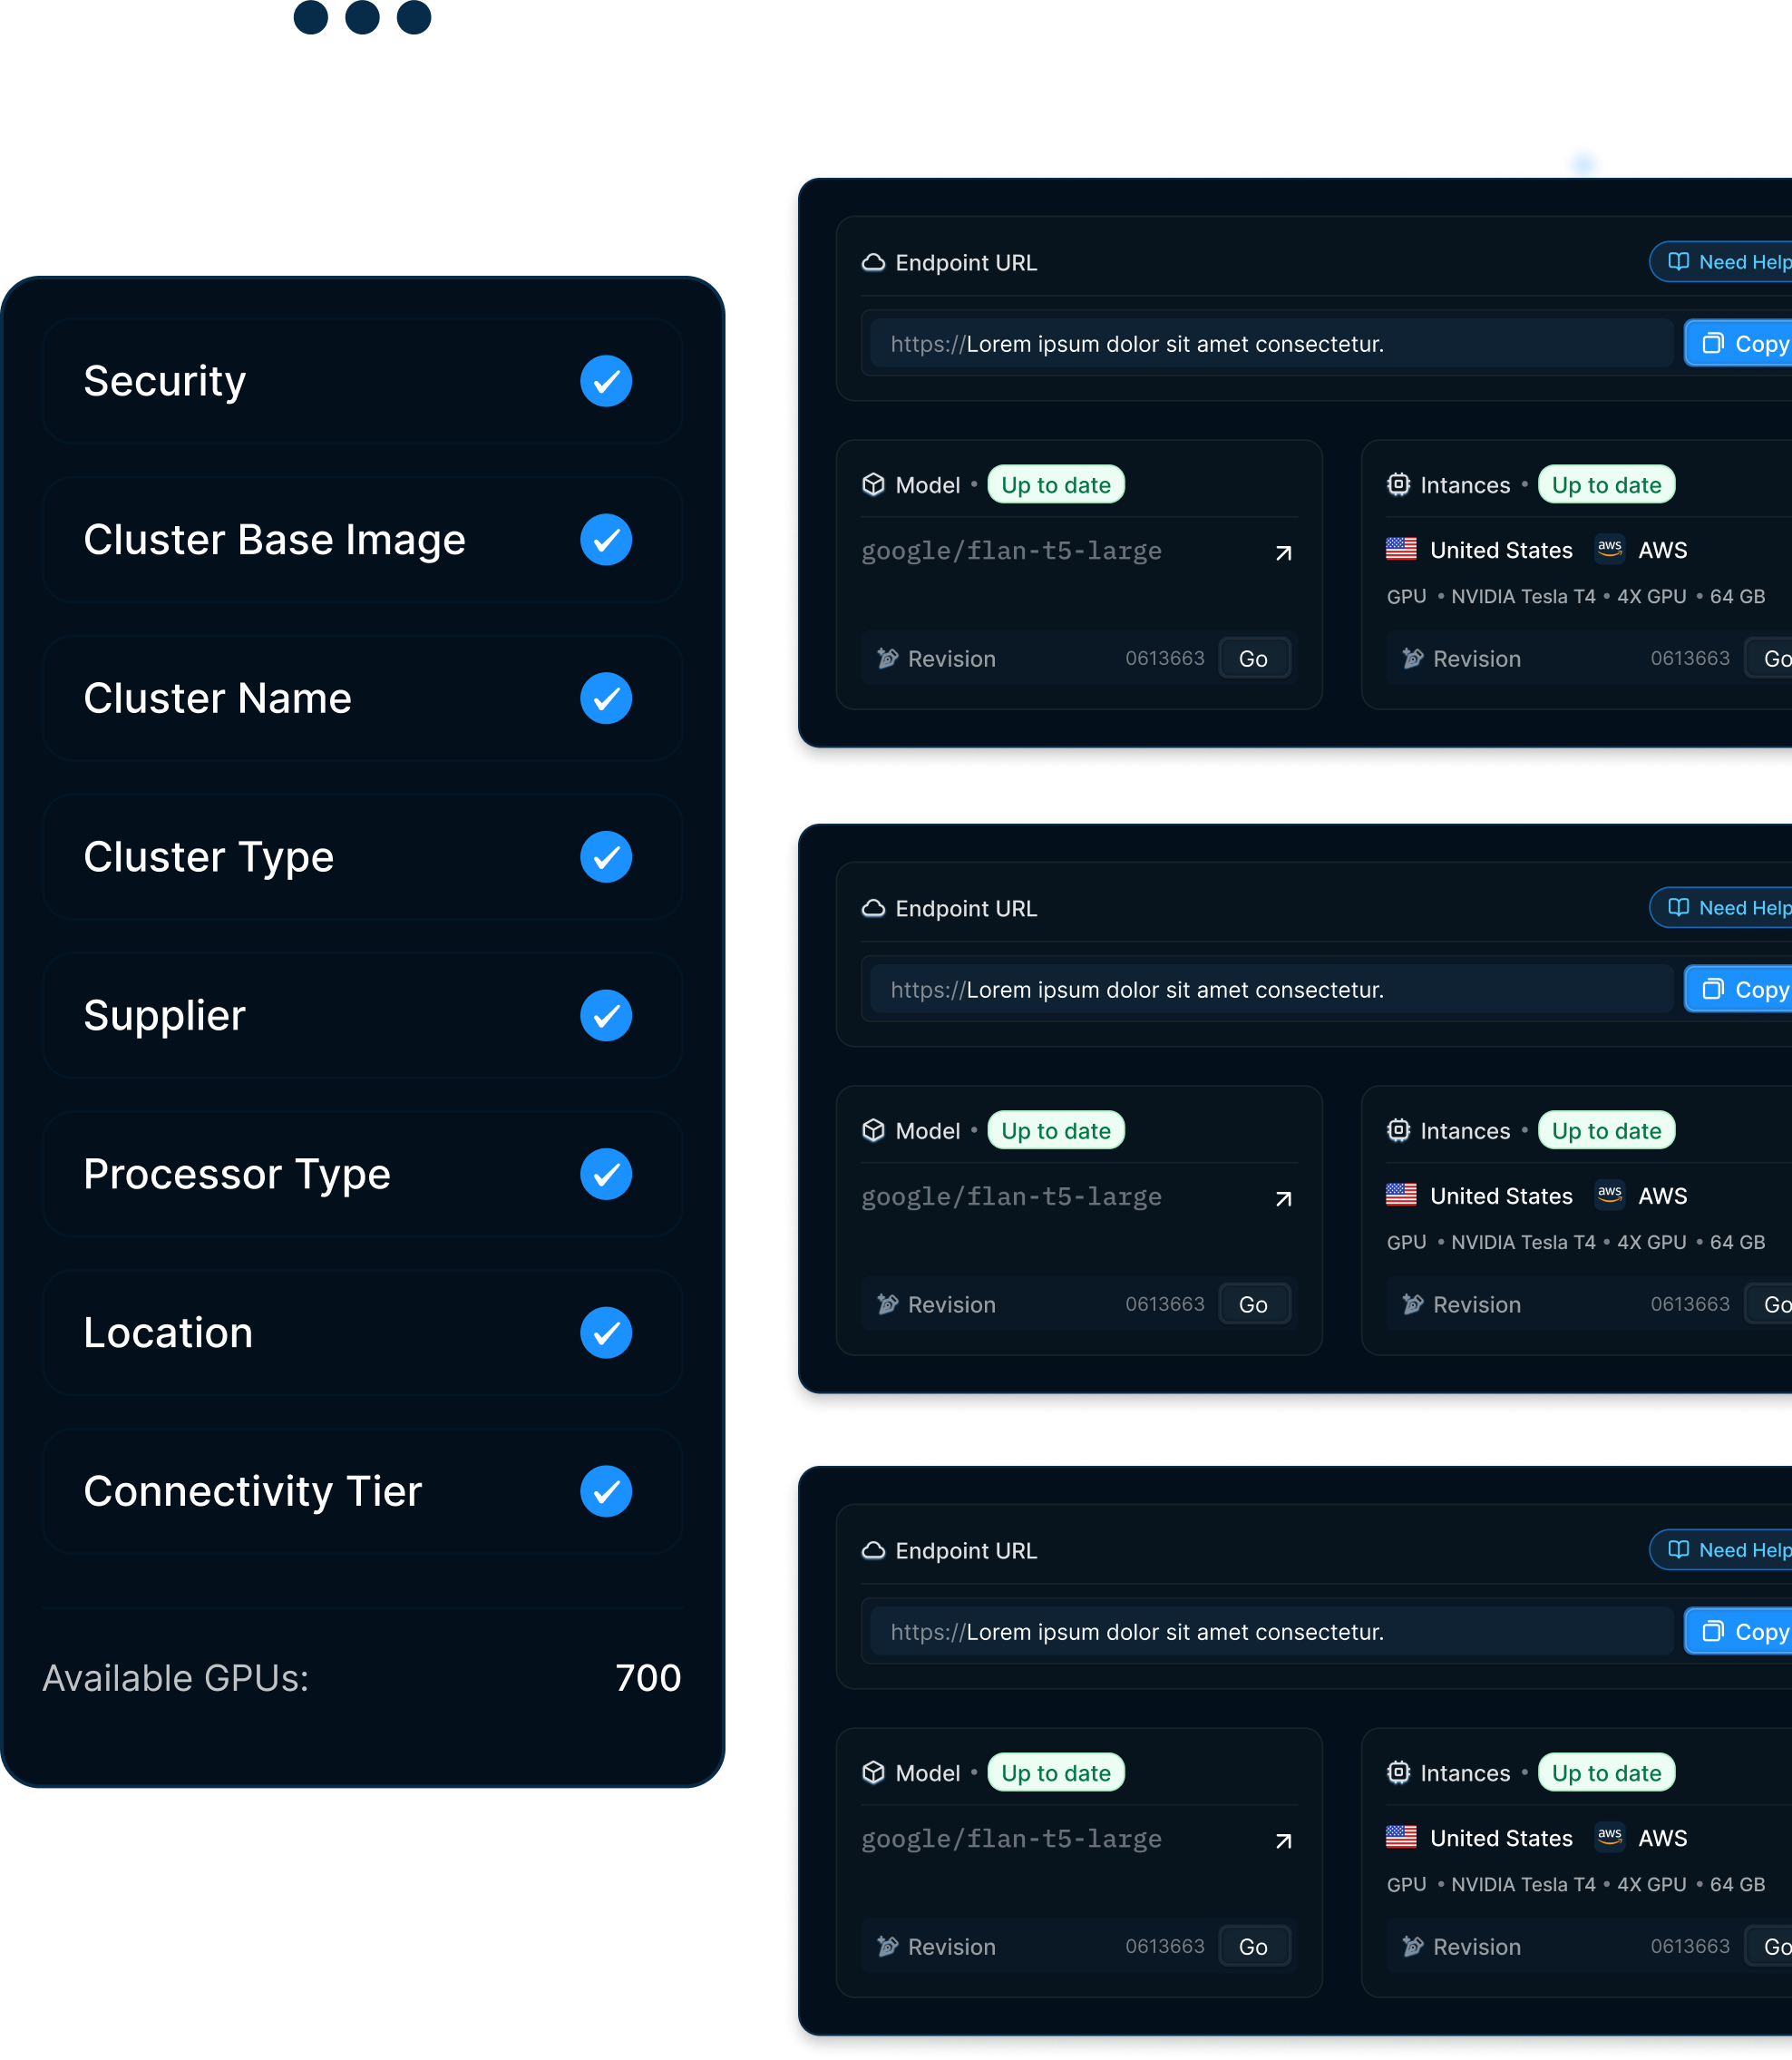 Security
Cluster Base Image
Cluster Name
Cluster Type
Supplier
Processor Type
Location
Connectivity Tier
Available GPUs: 700
Endpoint URL Need Help
https://Lorem ipsum dolor sit amet consectetur. Copy
Model • Up to date
google/flan-t5-large
Revision 0613663 Go
Intances • Up to date
United States aws AWS
GPU • NVIDIA Tesla T4 • 4X GPU • 64 GB
Revision 0613663 Go
Endpoint URL Need Help
https://Lorem ipsum dolor sit amet consectetur. Copy
Model • Up to date
google/flan-t5-large
Revision 0613663 Go
Intances • Up to date
United States aws AWS
GPU • NVIDIA Tesla T4 • 4X GPU • 64 GB
Revision 0613663 Go
Endpoint URL Need Help
https://Lorem ipsum dolor sit amet consectetur. Copy
Model • Up to date
google/flan-t5-large
Revision 0613663 Go
Intances • Up to date
United States aws AWS
GPU • NVIDIA Tesla T4 • 4X GPU • 64 GB
Revision 0613663 Go